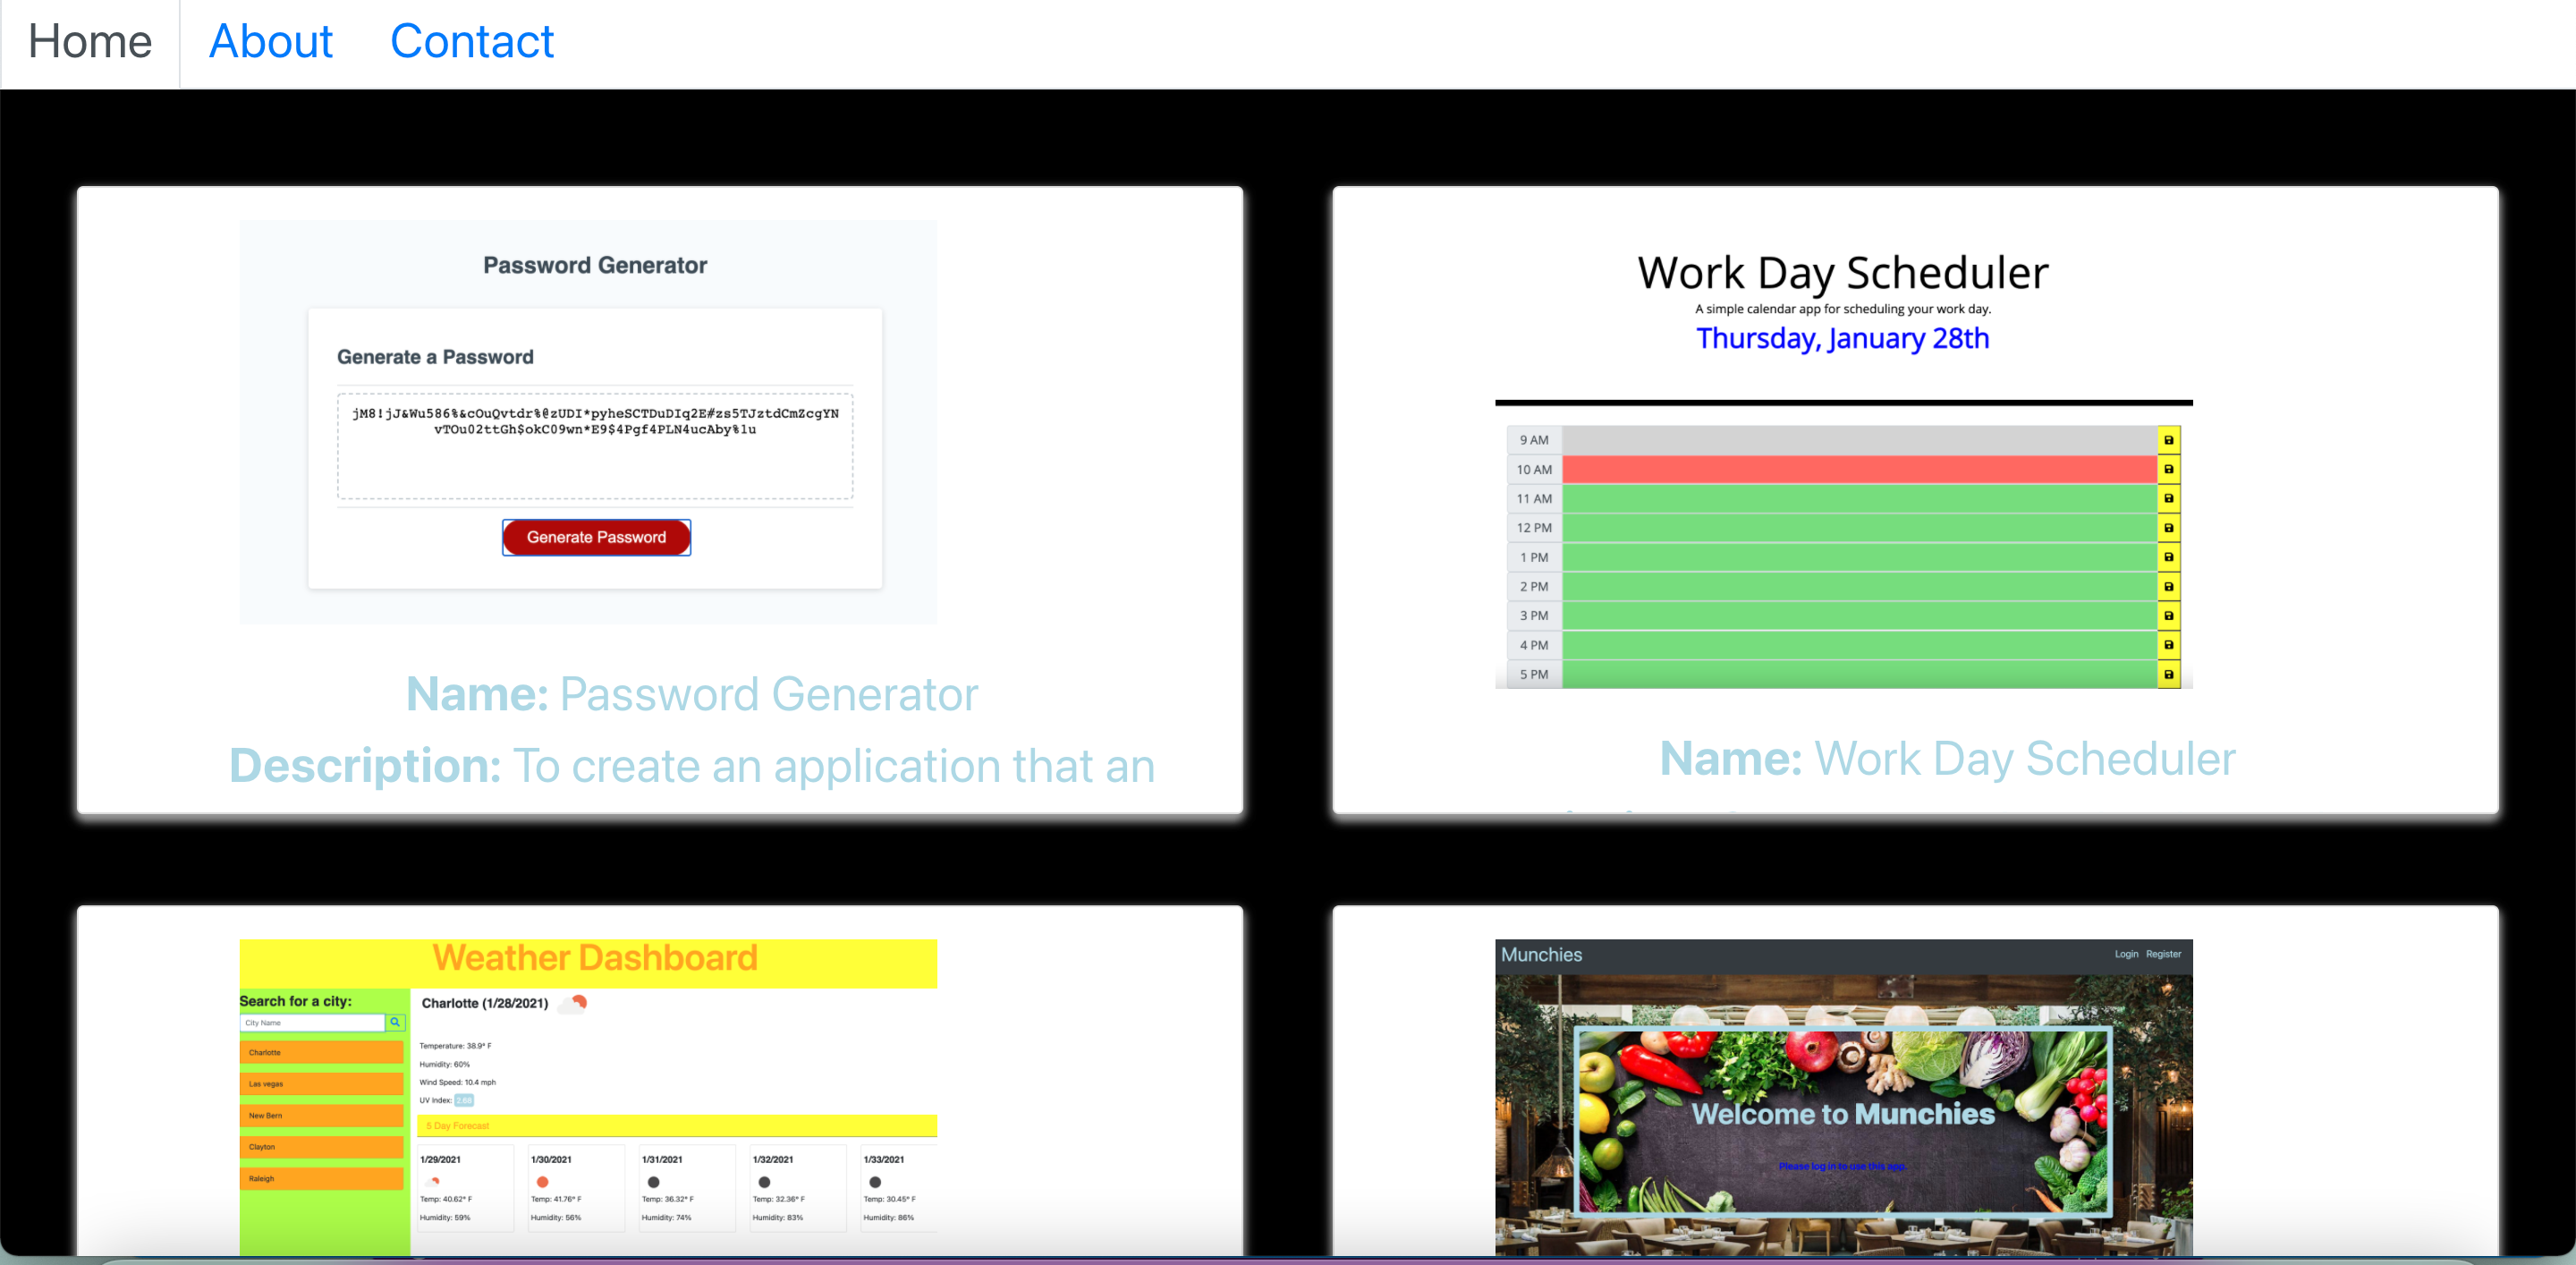 Home About Contact
Password Generator
Generate a Password
jM8!jJ&Wu586%&cOuQvtdr%@zUDI*pyheSCTDuDIq2E#zs5TJztdCmZcgYN
vTOu02ttGh$okC09wn*E9$4Pgf4PLN4ucAby%1u
Generate Password
Name: Password Generator
Description: To create an application that an
Work Day Scheduler
A simple calendar app for scheduling your work day.
Thursday, January 28th
9 AM
10 AM
11 AM
12 PM
1 PM
2 PM
3 PM
4 PM
5 PM
Name: Work Day Scheduler
Weather Dashboard
Search for a city:
City Name
Charlotte
Las vegas
New Bern
Clayton
Raleigh
Charlotte (1/28/2021)
Temperature: 38.9° F
Humidity: 60%
Wind Speed: 10.4 mph
UV Index: 2.68
5 Day Forecast
1/29/2021 1/30/2021 1/31/2021 1/32/2021 1/33/2021
Temp: 40.62° F Temp: 41.76° F Temp: 36.32° F Temp: 32.36° F Temp: 30.45° F
Humidity: 59% Humidity: 56% Humidity: 74% Humidity: 83% Humidity: 86%
Munchies Login Register
Welcome to Munchies
Please log in to use this app.